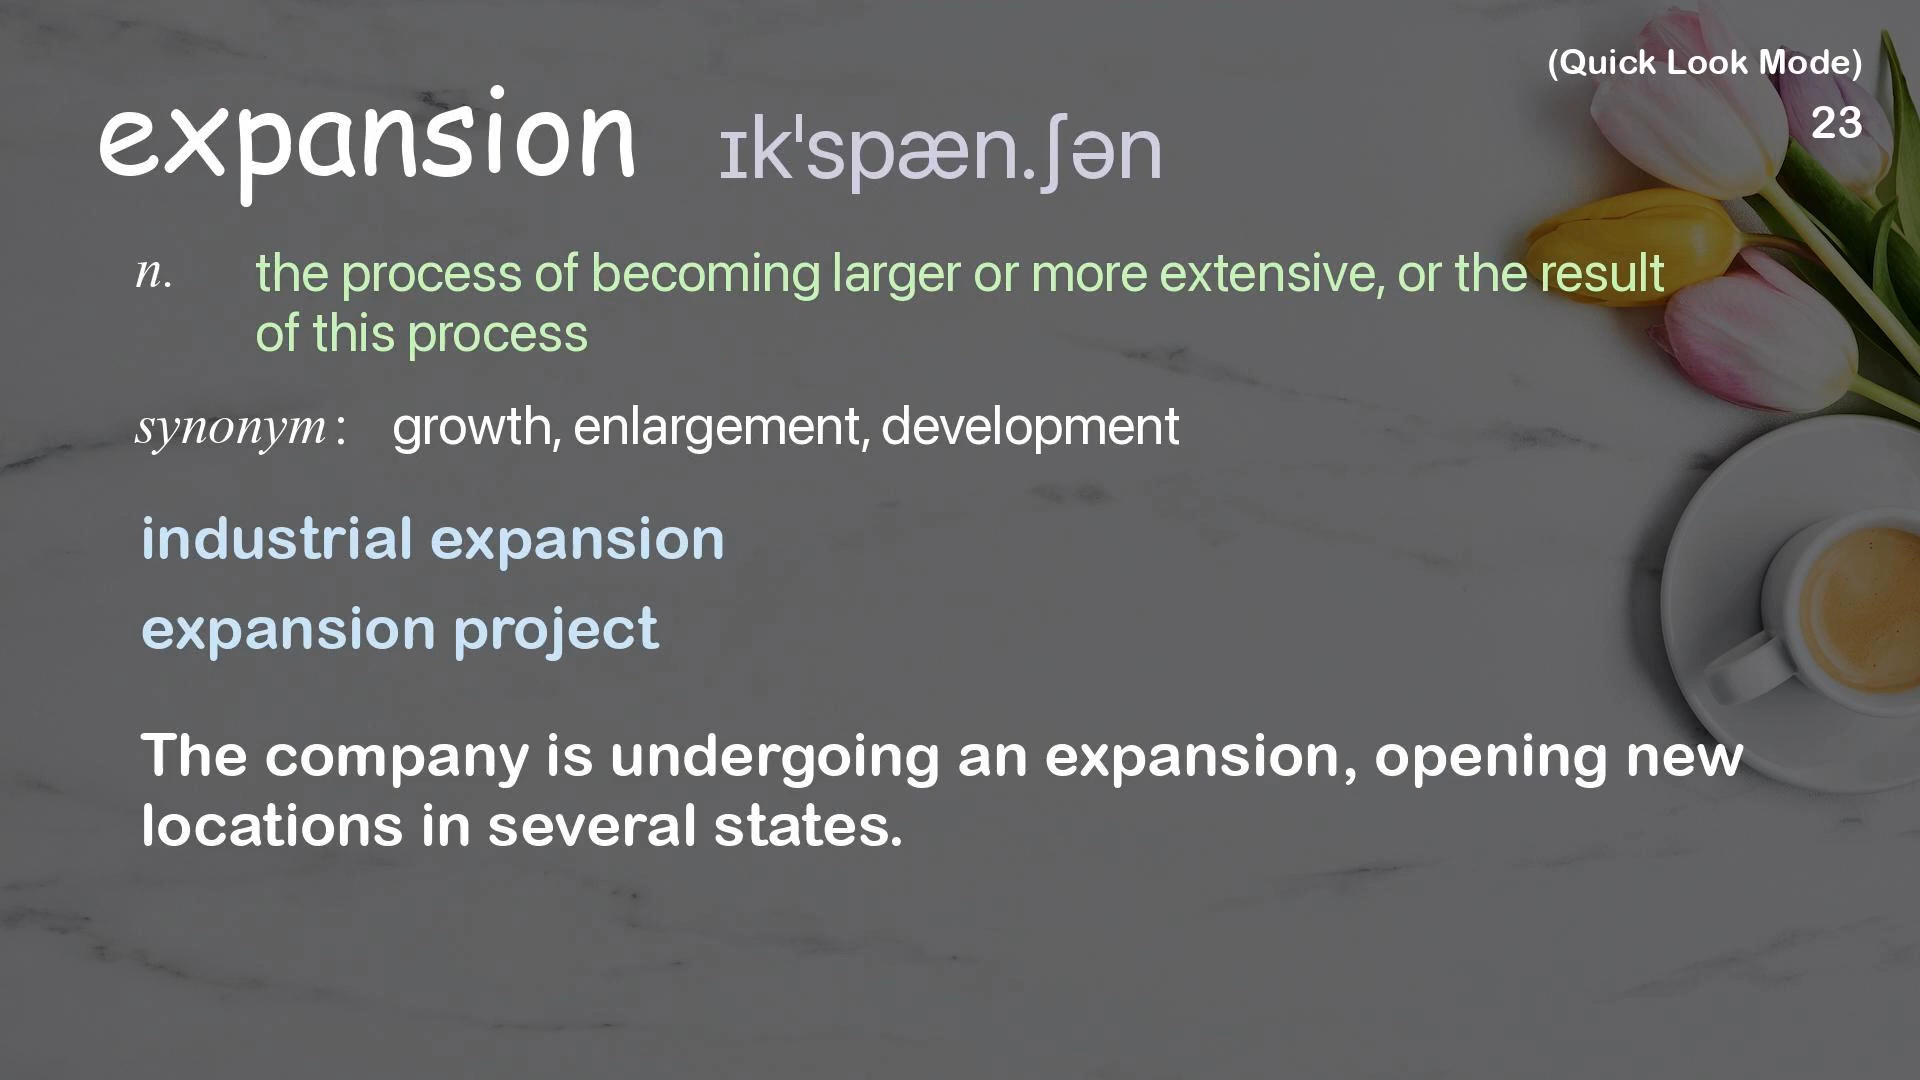 (Quick Look Mode)
23
expansion ɪkˈspæn.ʃən
n. the process of becoming larger or more extensive, or the result
of this process
synonym: growth, enlargement, development
industrial expansion
expansion project
The company is undergoing an expansion, opening new
locations in several states.